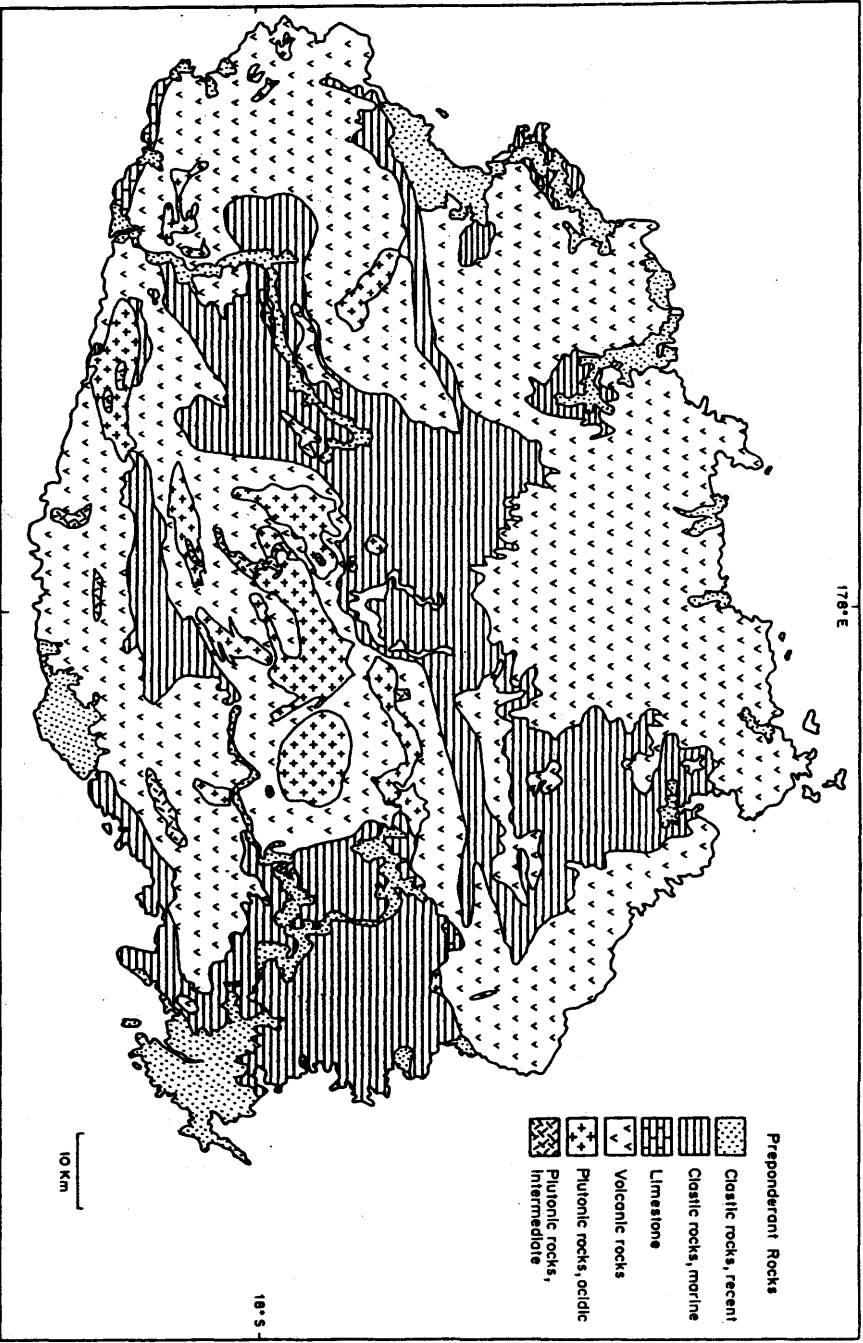 178°E
Preponderant Rocks
Clastic rocks, recent
Clastic rocks, marine
Limestone
Volcanic rocks
Plutonic rocks, acidic
Plutonic rocks,
Intermediate
10 Km
18°S